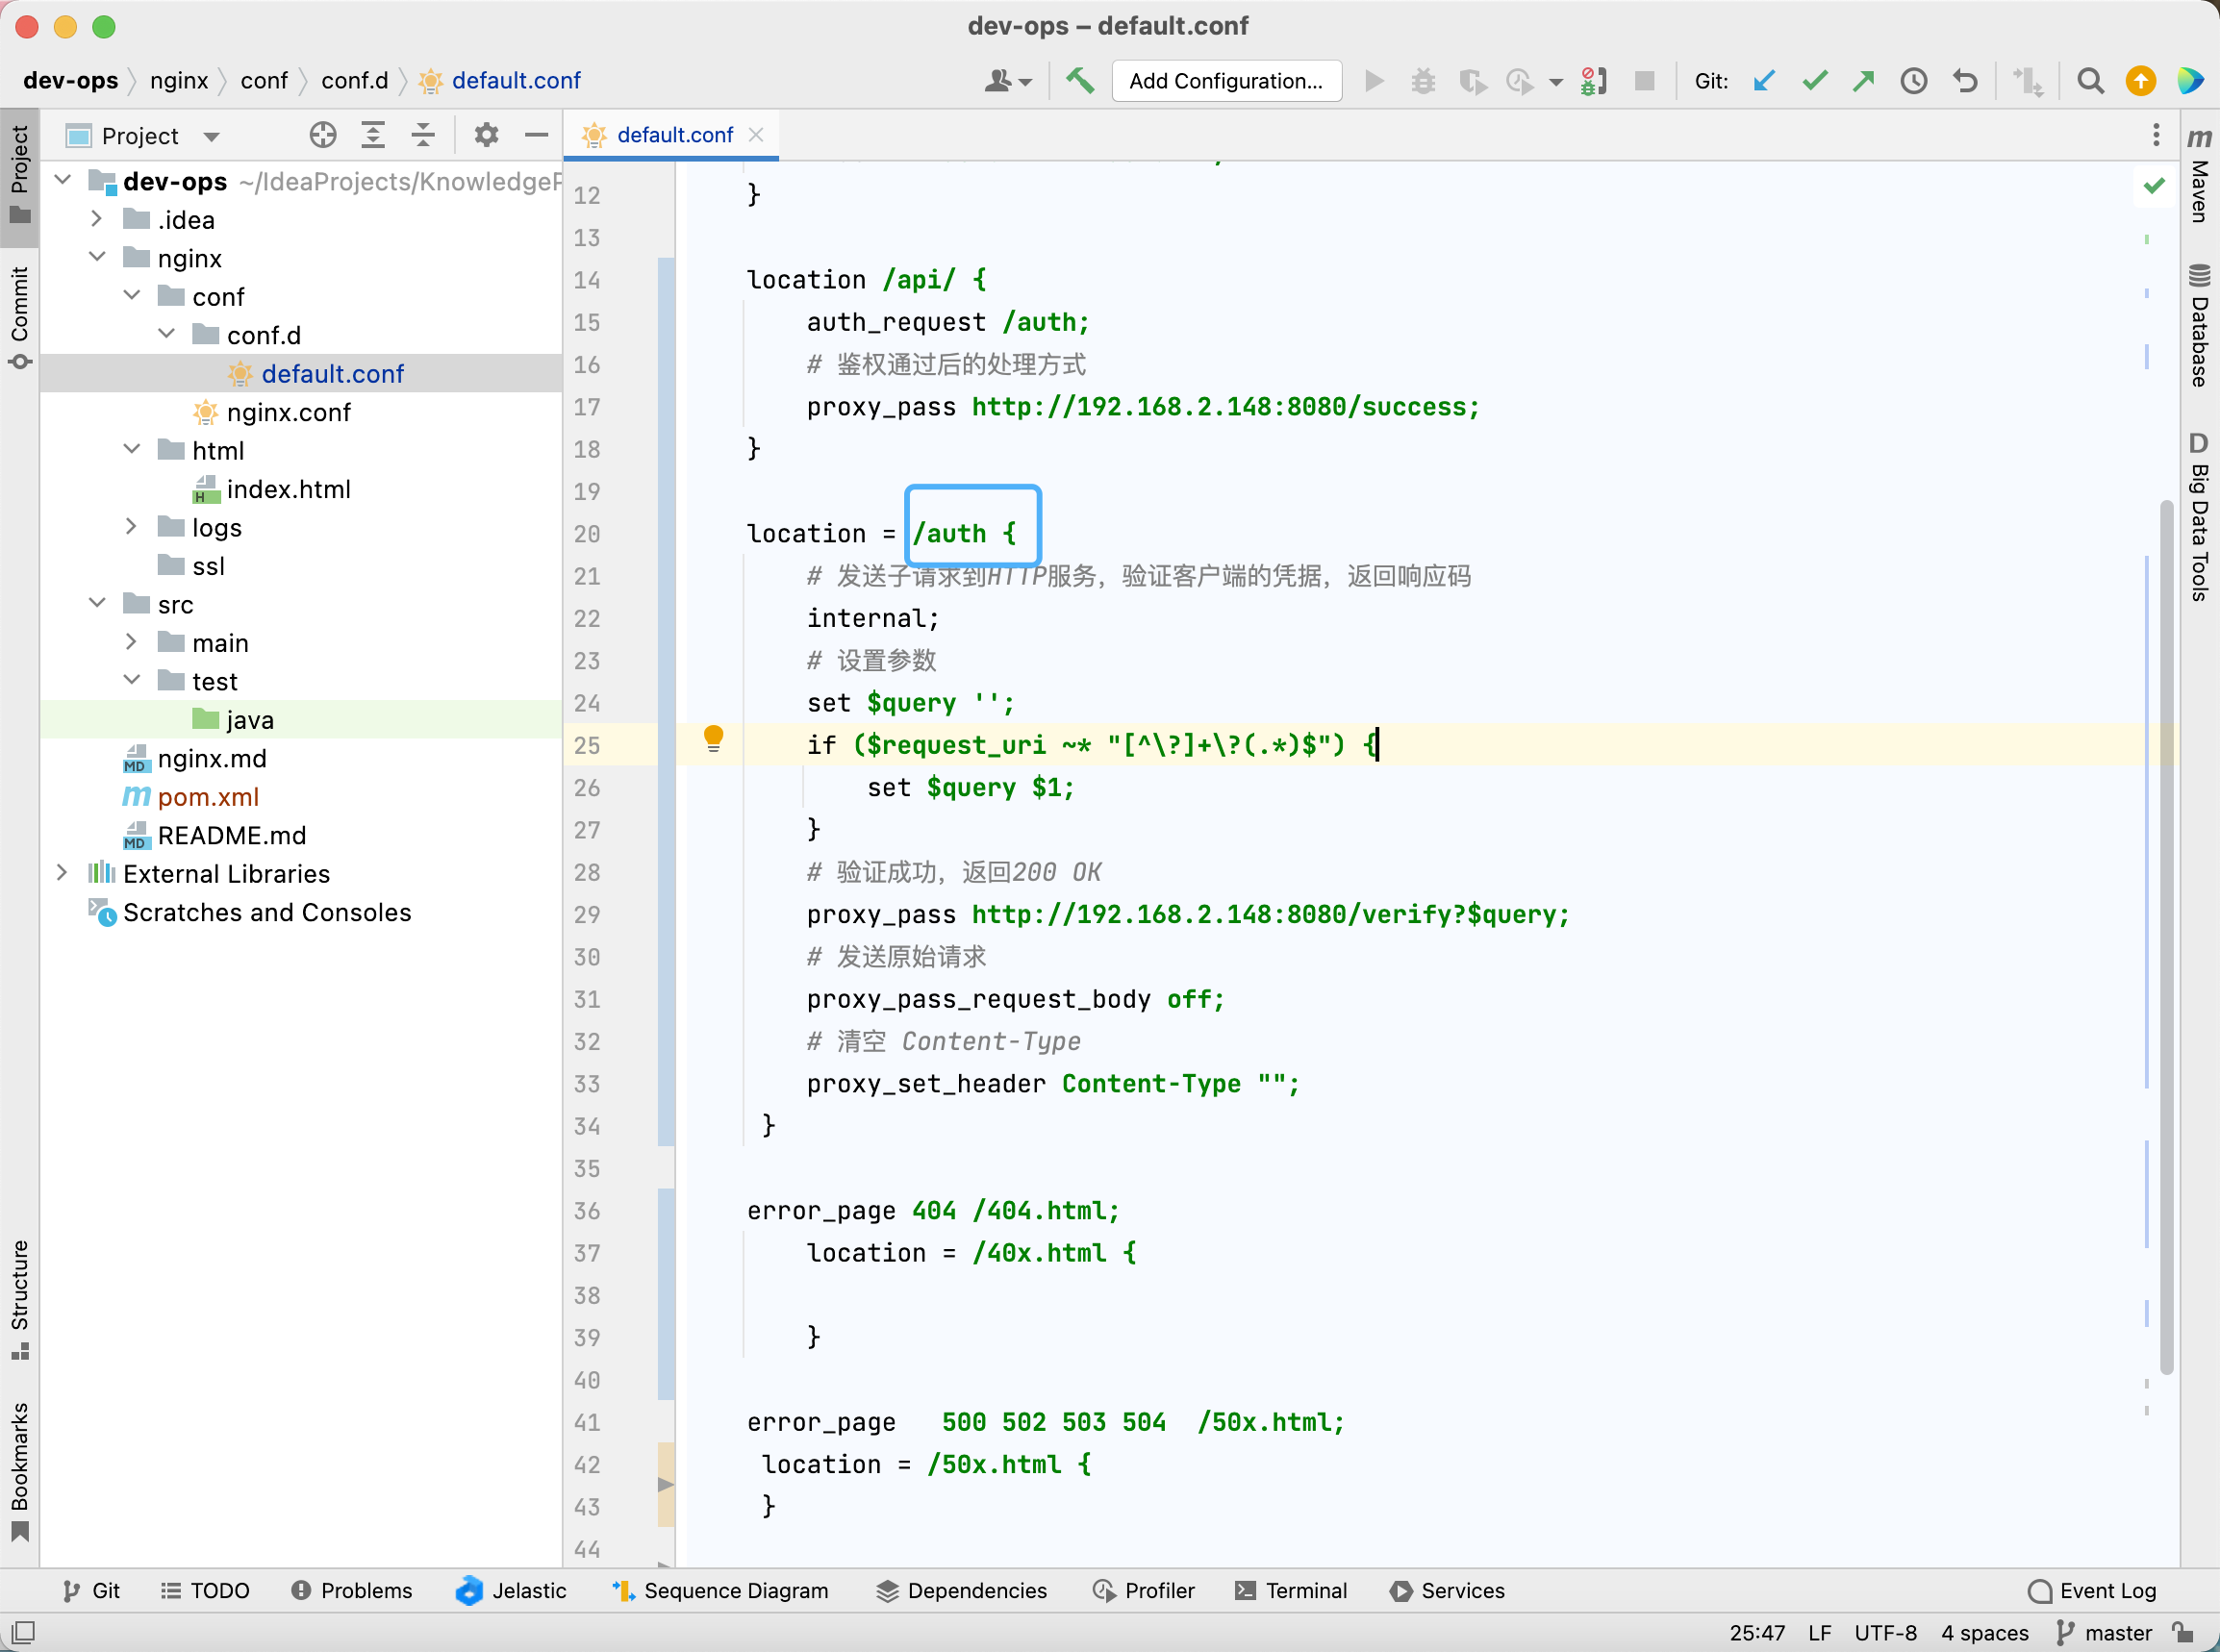 dev-ops – default.conf
dev-ops nginx conf conf.d default.conf
Add Configuration...
Git:
Project
default.conf
dev-ops ~/IdeaProjects/KnowledgeP
.idea
nginx
conf
conf.d
default.conf
nginx.conf
html
index.html
logs
ssl
src
main
test
java
nginx.md
pom.xml
README.md
External Libraries
Scratches and Consoles
Project
Commit
Structure
Bookmarks
12 }
13
14 location /api/ {
15 auth_request /auth;
16 # 鉴权通过后的处理方式
17 proxy_pass http://192.168.2.148:8080/success;
18 }
19
20 location = /auth {
21 # 发送子请求到HTTP服务，验证客户端的凭据，返回响应码
22 internal;
23 # 设置参数
24 set $query '';
25 if ($request_uri ~* "[^\?]+\?(.*)$") {
26 set $query $1;
27 }
28 # 验证成功，返回200 OK
29 proxy_pass http://192.168.2.148:8080/verify?$query;
30 # 发送原始请求
31 proxy_pass_request_body off;
32 # 清空 Content-Type
33 proxy_set_header Content-Type "";
34 }
35
36 error_page 404 /404.html;
37 location = /40x.html {
38
39 }
40
41 error_page 500 502 503 504 /50x.html;
42 location = /50x.html {
43 }
44
m Maven
Database
D Big Data Tools
Git TODO Problems Jelastic Sequence Diagram Dependencies Profiler Terminal Services Event Log
25:47 LF UTF-8 4 spaces master